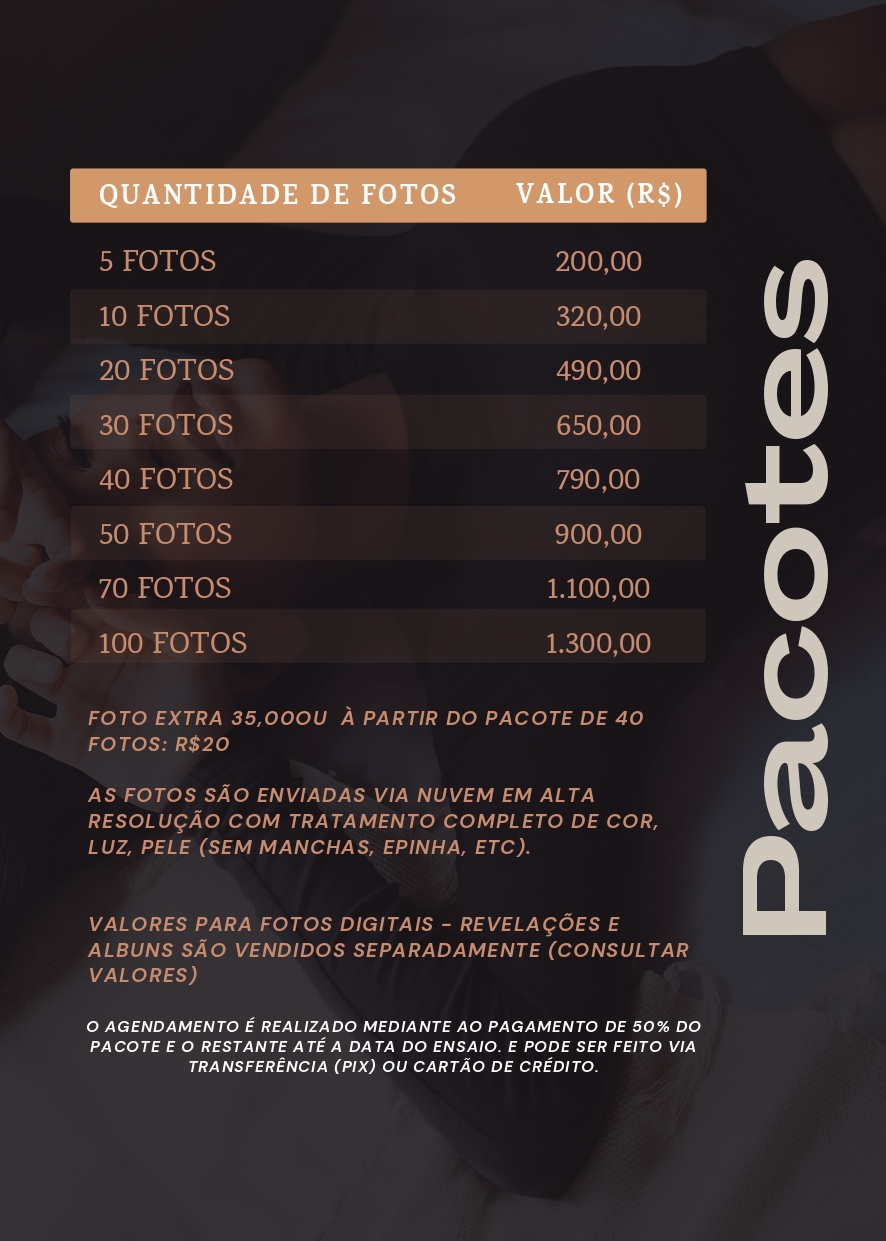 QUANTIDADE DE FOTOS VALOR (R$)
5 FOTOS 200,00
10 FOTOS 320,00
20 FOTOS 490,00
30 FOTOS 650,00
40 FOTOS 790,00
50 FOTOS 900,00
70 FOTOS 1.100,00
100 FOTOS 1.300,00
Pacotes
FOTO EXTRA 35,00OU À PARTIR DO PACOTE DE 40
FOTOS: R$20
AS FOTOS SÃO ENVIADAS VIA NUVEM EM ALTA
RESOLUÇÃO COM TRATAMENTO COMPLETO DE COR,
LUZ, PELE (SEM MANCHAS, EPINHA, ETC).
VALORES PARA FOTOS DIGITAIS - REVELAÇÕES E
ALBUNS SÃO VENDIDOS SEPARADAMENTE (CONSULTAR
VALORES)
O AGENDAMENTO É REALIZADO MEDIANTE AO PAGAMENTO DE 50% DO
PACOTE E O RESTANTE ATÉ A DATA DO ENSAIO. E PODE SER FEITO VIA
TRANSFERÊNCIA (PIX) OU CARTÃO DE CRÉDITO.